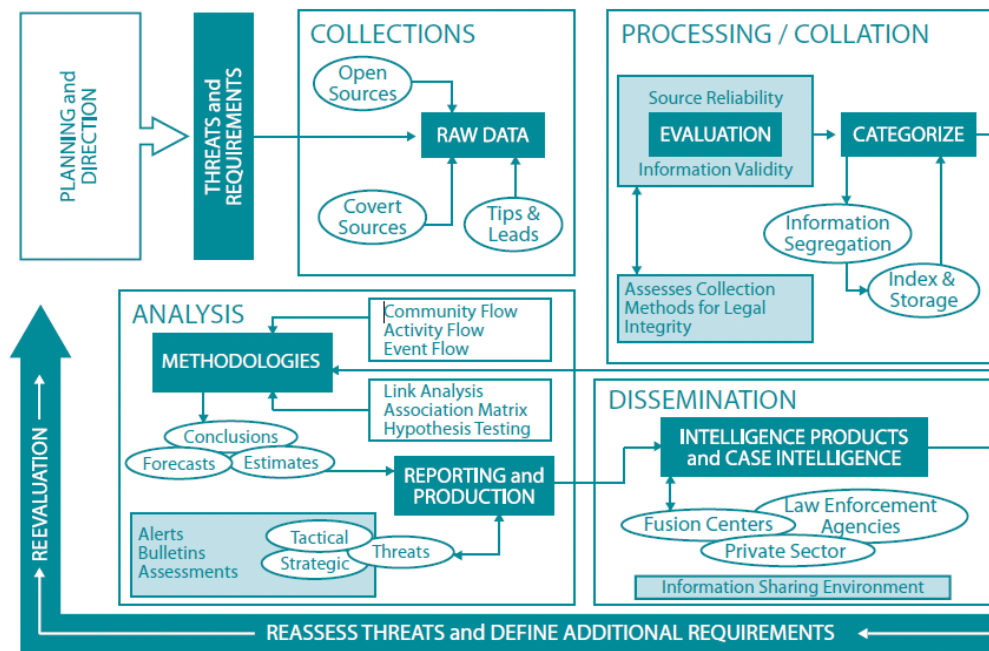 PLANNING and
DIRECTION
THREATS and
REQUIREMENTS
COLLECTIONS
Open
Sources
RAW DATA
Covert
Sources
Tips &
Leads
PROCESSING / COLLATION
Source Reliability
EVALUATION
Information Validity
CATEGORIZE
Information
Segregation
Index &
Storage
Assesses Collection
Methods for Legal
Integrity
ANALYSIS
METHODOLOGIES
Community Flow
Activity Flow
Event Flow
Link Analysis
Association Matrix
Hypothesis Testing
Conclusions
Forecasts
Estimates
REPORTING and
PRODUCTION
Alerts
Bulletins
Assessments
Tactical
Strategic
Threats
DISSEMINATION
INTELLIGENCE PRODUCTS
and CASE INTELLIGENCE
Fusion Centers
Law Enforcement
Agencies
Private Sector
Information Sharing Environment
REEVALUATION
REASSESS THREATS and DEFINE ADDITIONAL REQUIREMENTS